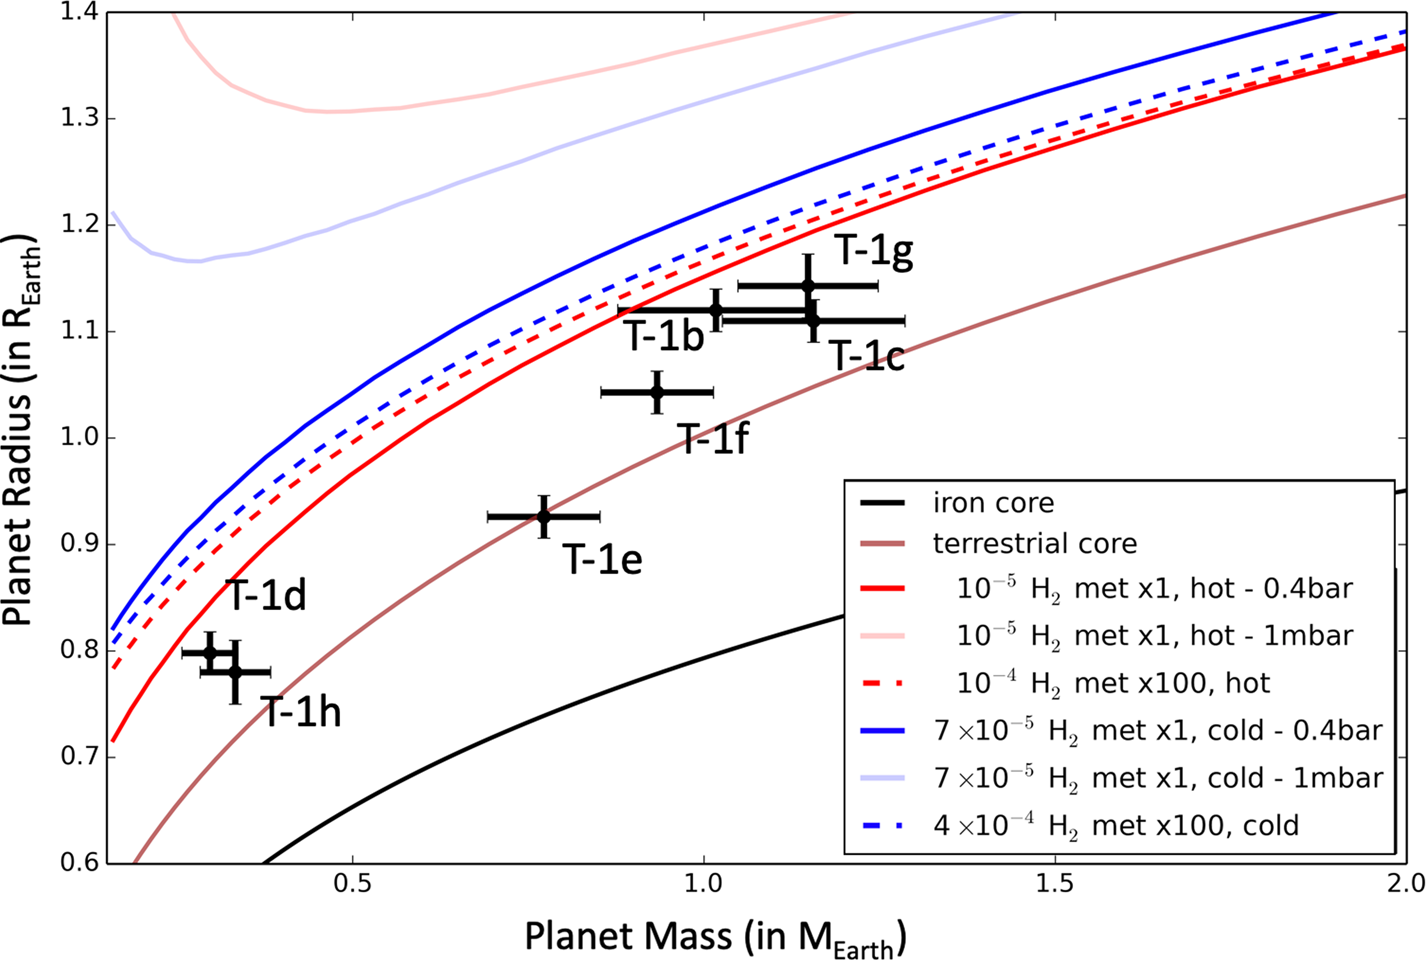 1.4
1.3
1.2
1.1
1.0
0.9
0.8
0.7
0.6
Planet Radius (in R_Earth)
T-1g
T-1b
T-1c
T-1f
T-1e
T-1d
T-1h
iron core
terrestrial core
10⁻⁵ H₂ met x1, hot - 0.4bar
10⁻⁵ H₂ met x1, hot - 1mbar
10⁻⁴ H₂ met x100, hot
7×10⁻⁵ H₂ met x1, cold - 0.4bar
7×10⁻⁵ H₂ met x1, cold - 1mbar
4×10⁻⁴ H₂ met x100, cold
0.5 1.0 1.5 2.0
Planet Mass (in M_Earth)